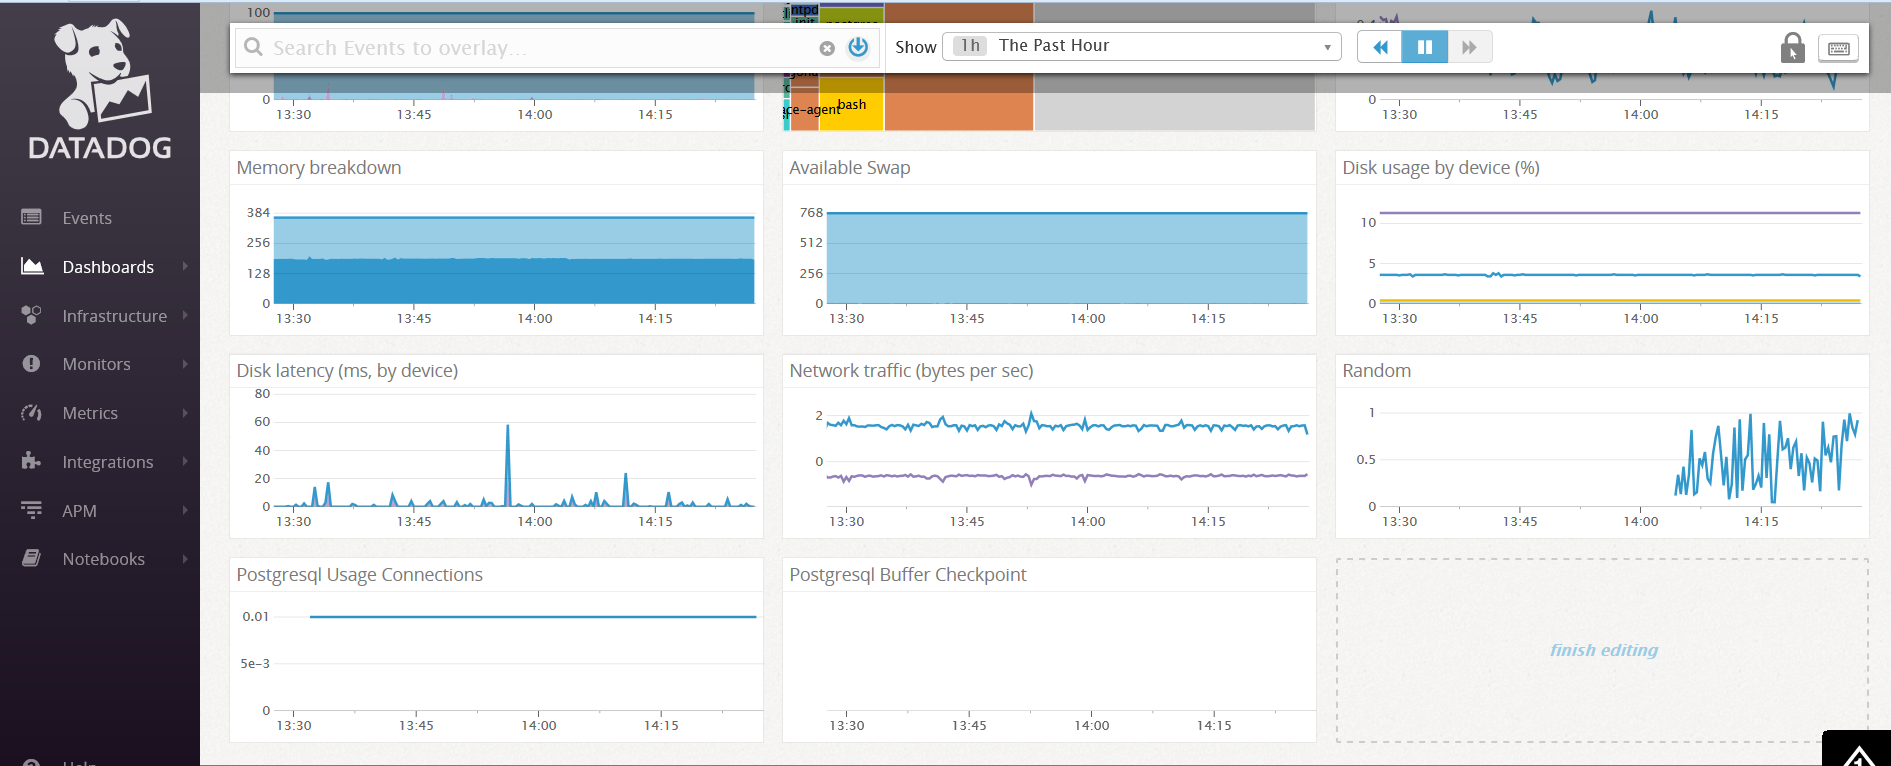 DATADOG
Events
Dashboards
Infrastructure
Monitors
Metrics
Integrations
APM
Notebooks
Help
Search Events to overlay...
Show
1h The Past Hour
100
0
13:30 13:45 14:00 14:15
ntpd
init
bash
ce-agent
0
13:30 13:45 14:00 14:15
Memory breakdown
384
256
128
0
13:30 13:45 14:00 14:15
Available Swap
768
512
256
0
13:30 13:45 14:00 14:15
Disk usage by device (%)
10
5
0
13:30 13:45 14:00 14:15
Disk latency (ms, by device)
80
60
40
20
0
13:30 13:45 14:00 14:15
Network traffic (bytes per sec)
2
0
13:30 13:45 14:00 14:15
Random
1
0.5
0
13:30 13:45 14:00 14:15
Postgresql Usage Connections
0.01
5e-3
0
13:30 13:45 14:00 14:15
Postgresql Buffer Checkpoint
13:30 13:45 14:00 14:15
finish editing
1